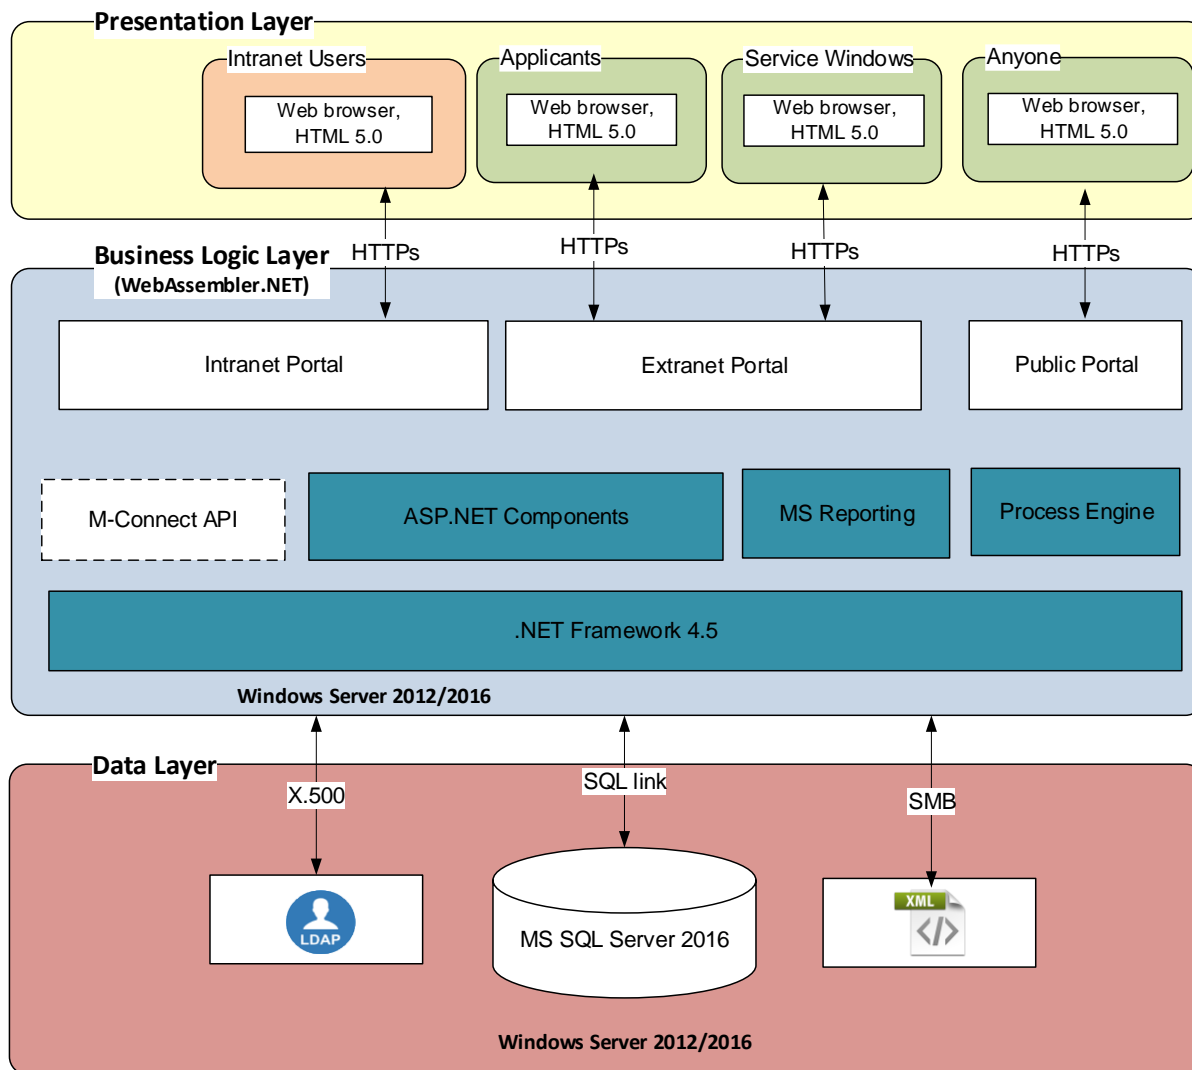 Presentation Layer
Intranet Users
Applicants
Service Windows
Anyone
Web browser,
HTML 5.0
Web browser,
HTML 5.0
Web browser,
HTML 5.0
Web browser,
HTML 5.0
HTTPs
HTTPs
HTTPs
HTTPs
Business Logic Layer
(WebAssembler.NET)
Intranet Portal
Extranet Portal
Public Portal
M-Connect API
ASP.NET Components
MS Reporting
Process Engine
.NET Framework 4.5
Windows Server 2012/2016
Data Layer
X.500
SQL link
SMB
LDAP
MS SQL Server 2016
XML
</>
Windows Server 2012/2016